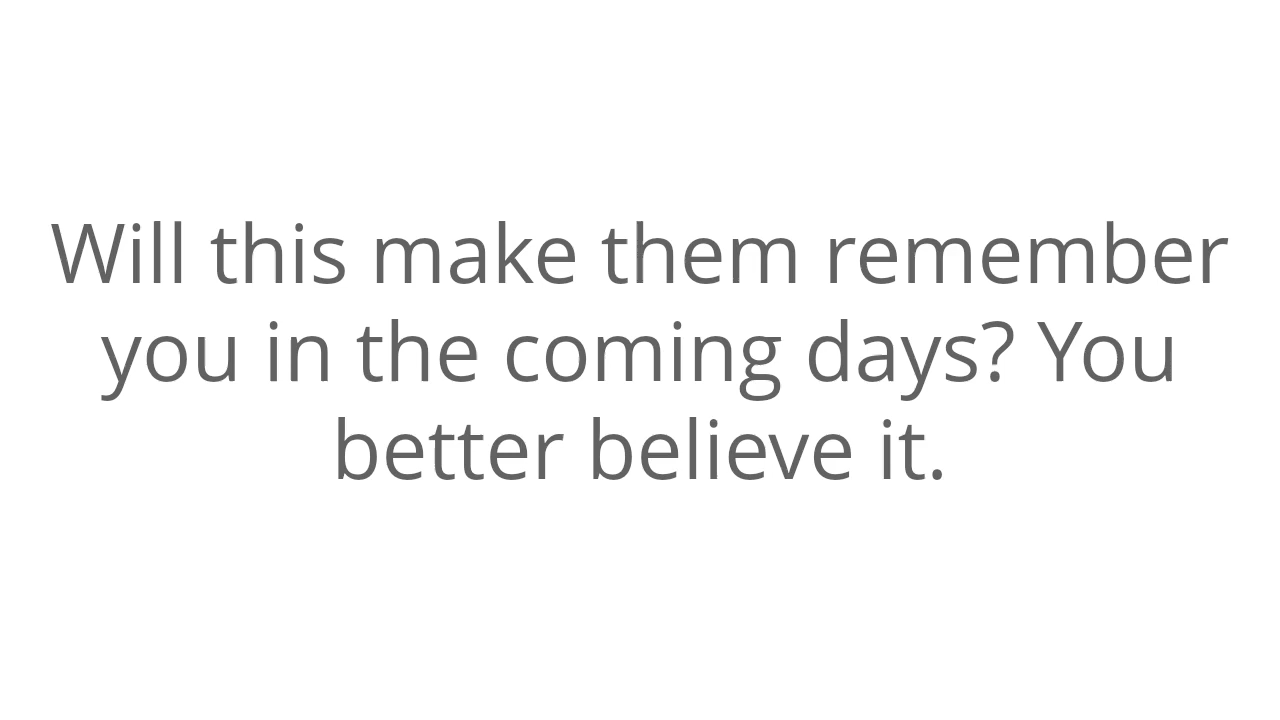 Will this make them remember
you in the coming days? You
better believe it.